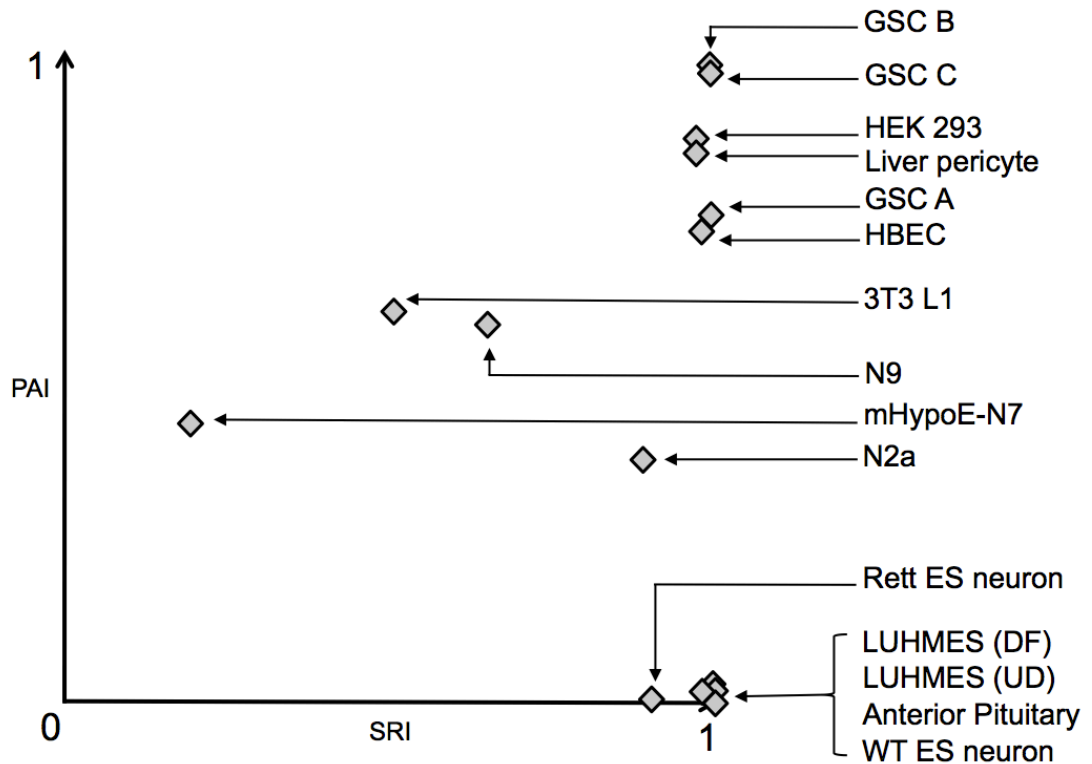 GSC B
1
GSC C
HEK 293
Liver pericyte
GSC A
HBEC
3T3 L1
N9
PAI
mHypoE-N7
N2a
Rett ES neuron
LUHMES (DF)
LUHMES (UD)
Anterior Pituitary
0
SRI
1
WT ES neuron